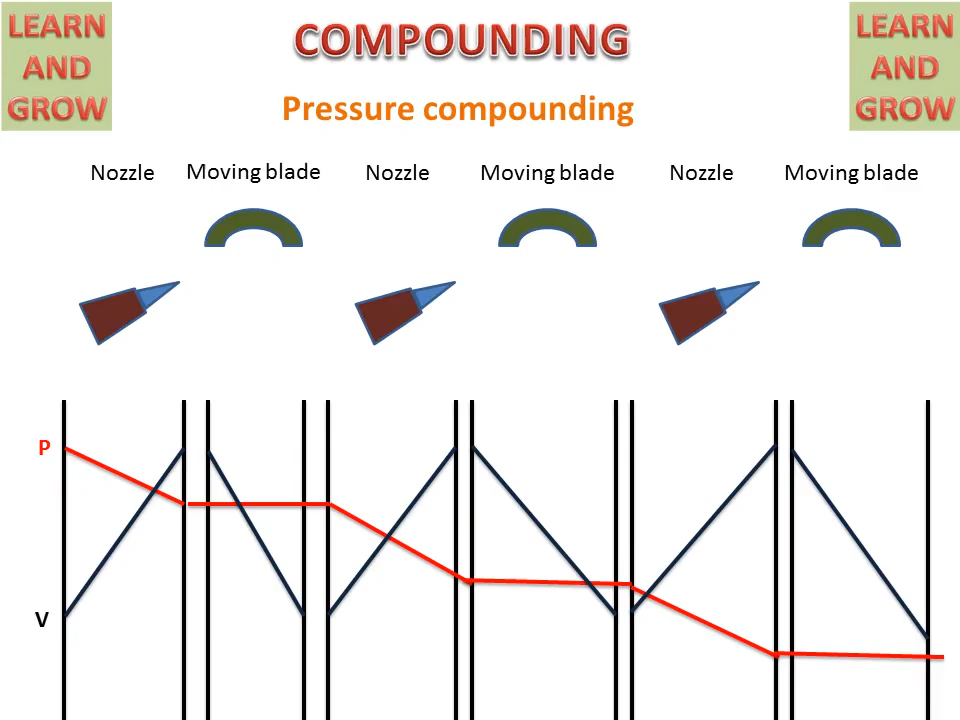 LEARN
AND
GROW
COMPOUNDING
LEARN
AND
GROW
Pressure compounding
Nozzle Moving blade Nozzle Moving blade Nozzle Moving blade
P
V